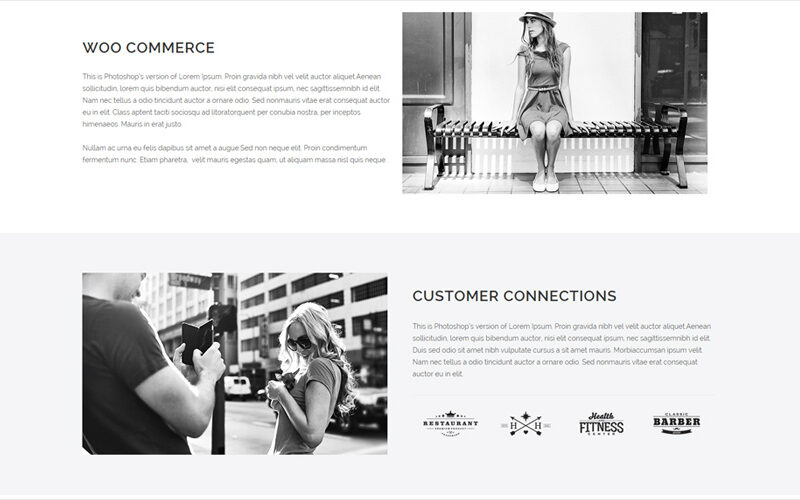 WOO COMMERCE
This is Photoshop's version of Lorem Ipsum. Proin gravida nibh vel velit auctor aliquet.Aenean
sollicitudin, lorem quis bibendum auctor, nisi elit consequat ipsum, nec sagittissemnibh id elit.
Nam nec tellus a odio tincidunt auctor a ornare odio. Sed nonmauris vitae erat consequat auctor
eu in elit. Class aptent taciti sociosqu ad litoratorquent per conubia nostra, per inceptos
himenaeos. Mauris in erat justo.
Nullam ac urna eu felis dapibus sit amet a augue.Sed non neque elit. Proin condimentum
fermentum nunc. Etiam pharetra, velit mauris egestas quam, ut aliquam massa nisl quis neque.
CUSTOMER CONNECTIONS
This is Photoshop's version of Lorem Ipsum. Proin gravida nibh vel velit auctor aliquet.Aenean
sollicitudin, lorem quis bibendum auctor, nisi elit consequat ipsum, nec sagittissemnibh id elit.
Duis sed odio sit amet nibh vulputate cursus a sit amet mauris. Morbiaccumsan ipsum velit.
Nam nec tellus a odio tincidunt auctor a ornare odio. Sed nonmauris vitae erat consequat
auctor eu in elit.
RESTAURANT
PREMIUM PRODUCT
H H
Health
FITNESS
CENTER
CLASSIC
BARBER